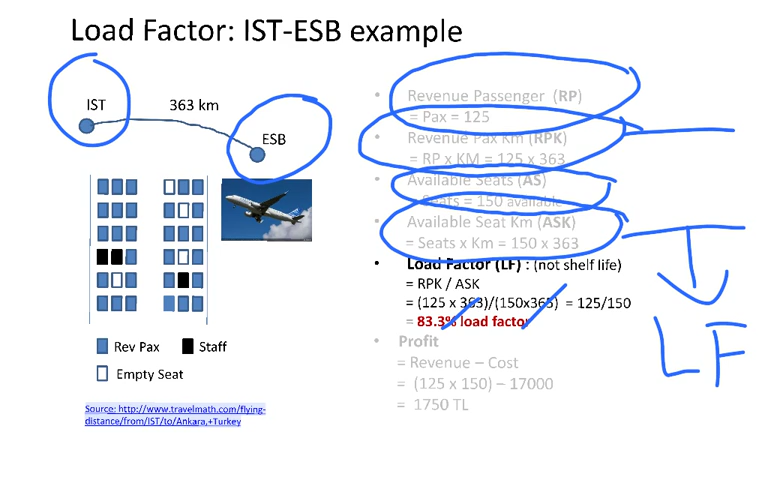 Load Factor: IST-ESB example
IST
363 km
ESB
Rev Pax
Staff
Empty Seat
Source: http://www.travelmath.com/flying-
distance/from/IST/to/Ankara,+Turkey
• Revenue Passenger (RP)
= Pax = 125
• Revenue Pax Km (RPK)
= RP x KM = 125 x 363
• Available Seats (AS)
= Seats = 150 available
• Available Seat Km (ASK)
= Seats x Km = 150 x 363
• Load Factor (LF) : (not shelf life)
= RPK / ASK
= (125 x 363)/(150x365) = 125/150
= 83.3% load factor
• Profit
= Revenue – Cost
= (125 x 150) – 17000
= 1750 TL
LF